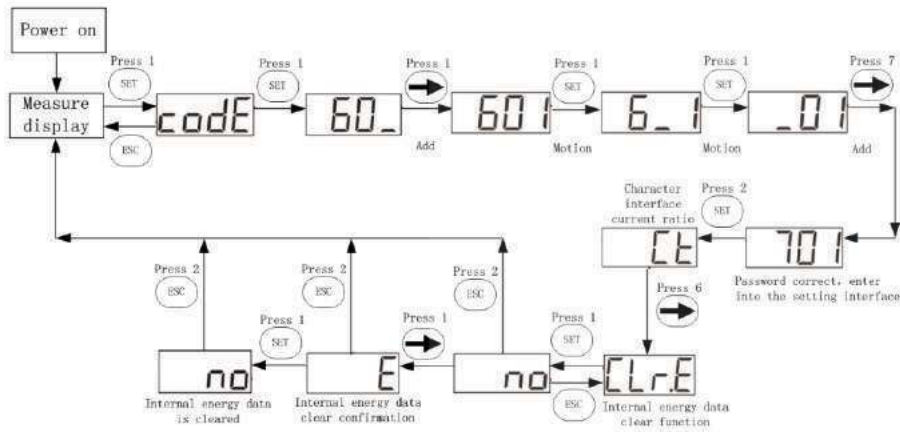 Power on
Press 1
SET
Press 1
SET
Press 1
Press 1
SET
Press 1
SET
Press 7
Measure
display
codE
60_
601
6_1
_01
ESC
Add
Motion
Motion
Add
Character
interface
current ratio
Press 2
SET
Ct
701
Password correct, enter
into the setting interface
Press 6
Press 2
ESC
Press 2
ESC
Press 2
ESC
Press 1
SET
Press 1
Press 1
SET
no
E
no
CLr.E
ESC
Internal energy data
is cleared
Internal energy data
clear confirmation
Internal energy data
clear function